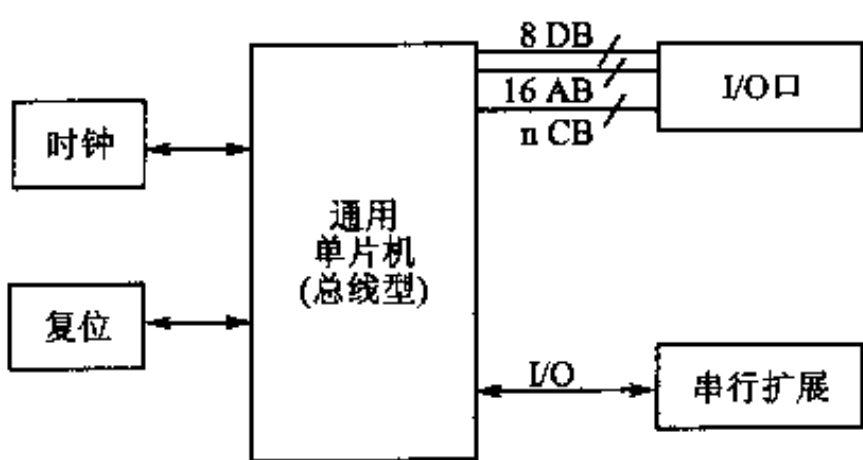 8 DB
16 AB
n CB
I/O口
时钟
通用
单片机
(总线型)
复位
I/O
串行扩展